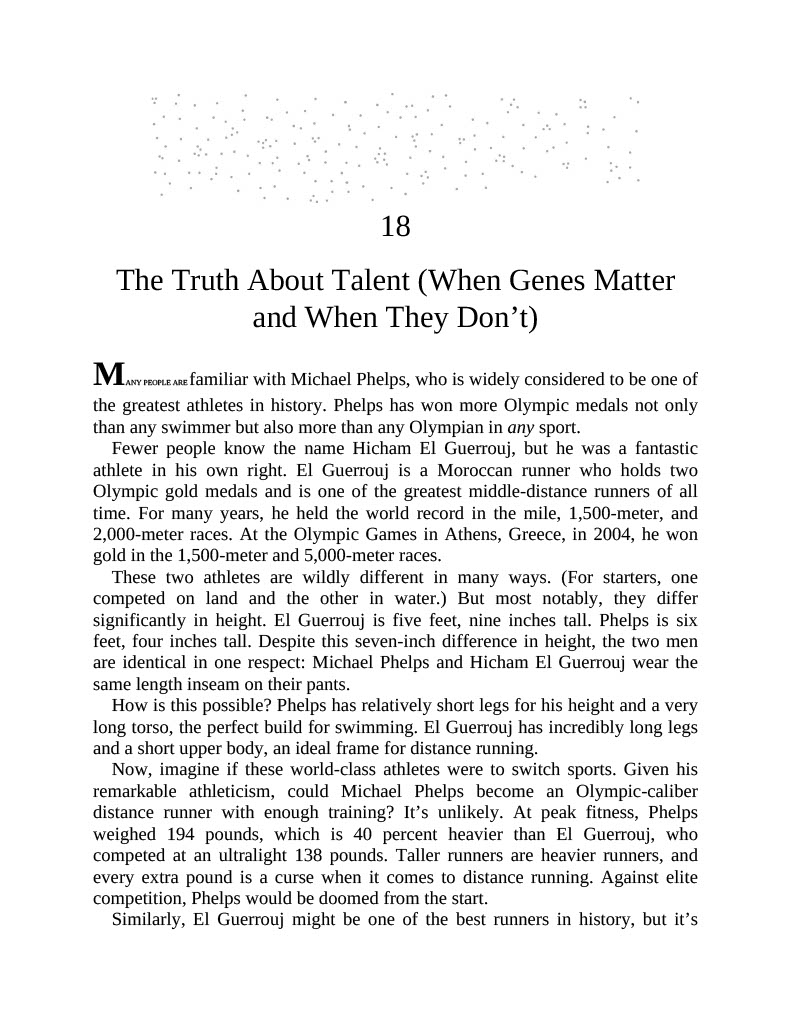 18
The Truth About Talent (When Genes Matter
and When They Don’t)
MANY PEOPLE ARE familiar with Michael Phelps, who is widely considered to be one of
the greatest athletes in history. Phelps has won more Olympic medals not only
than any swimmer but also more than any Olympian in any sport.
Fewer people know the name Hicham El Guerrouj, but he was a fantastic
athlete in his own right. El Guerrouj is a Moroccan runner who holds two
Olympic gold medals and is one of the greatest middle-distance runners of all
time. For many years, he held the world record in the mile, 1,500-meter, and
2,000-meter races. At the Olympic Games in Athens, Greece, in 2004, he won
gold in the 1,500-meter and 5,000-meter races.
These two athletes are wildly different in many ways. (For starters, one
competed on land and the other in water.) But most notably, they differ
significantly in height. El Guerrouj is five feet, nine inches tall. Phelps is six
feet, four inches tall. Despite this seven-inch difference in height, the two men
are identical in one respect: Michael Phelps and Hicham El Guerrouj wear the
same length inseam on their pants.
How is this possible? Phelps has relatively short legs for his height and a very
long torso, the perfect build for swimming. El Guerrouj has incredibly long legs
and a short upper body, an ideal frame for distance running.
Now, imagine if these world-class athletes were to switch sports. Given his
remarkable athleticism, could Michael Phelps become an Olympic-caliber
distance runner with enough training? It’s unlikely. At peak fitness, Phelps
weighed 194 pounds, which is 40 percent heavier than El Guerrouj, who
competed at an ultralight 138 pounds. Taller runners are heavier runners, and
every extra pound is a curse when it comes to distance running. Against elite
competition, Phelps would be doomed from the start.
Similarly, El Guerrouj might be one of the best runners in history, but it’s